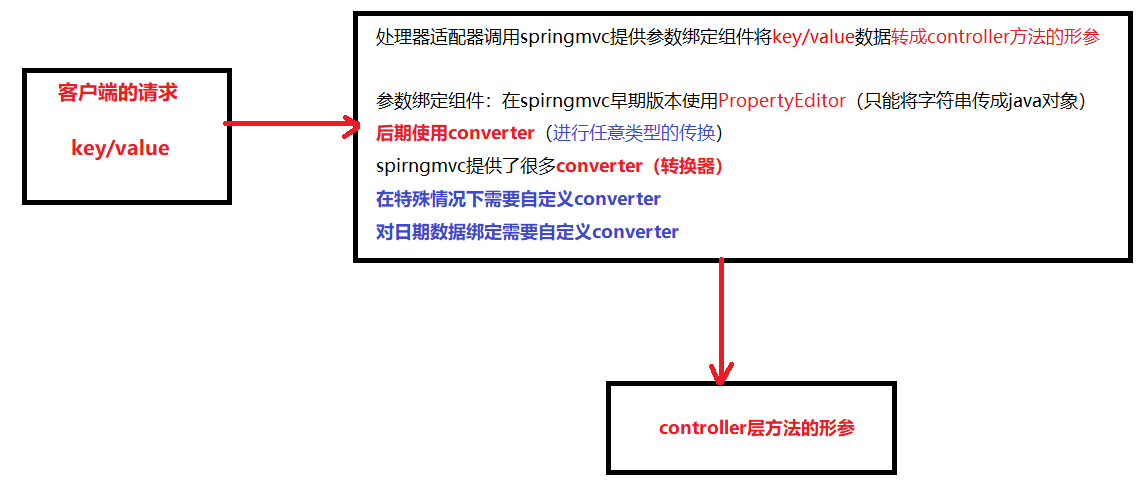 客户端的请求
key/value
处理器适配器调用springmvc提供参数绑定组件将key/value数据转成controller方法的形参
参数绑定组件：在spirngmvc早期版本使用PropertyEditor（只能将字符串传成java对象）
后期使用converter（进行任意类型的传换）
spirngmvc提供了很多converter（转换器）
在特殊情况下需要自定义converter
对日期数据绑定需要自定义converter
controller层方法的形参